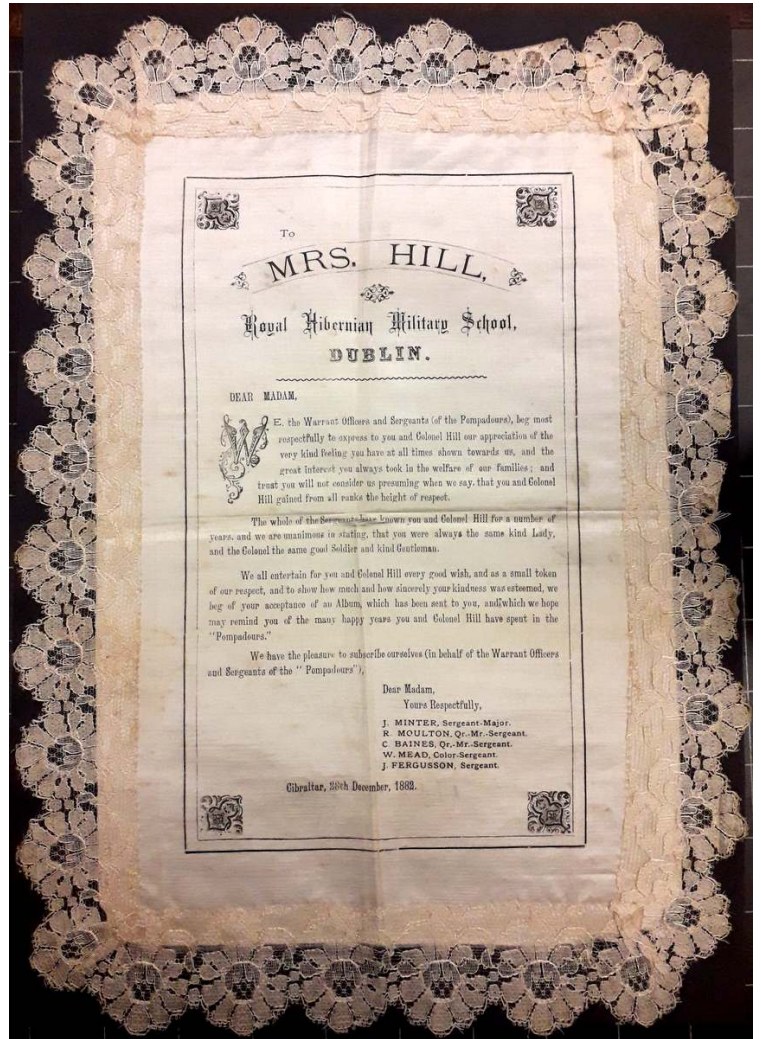 To
MRS. HILL,
Royal Hibernian Military School,
DUBLIN.
DEAR MADAM,
WE, the Warrant Officers and Sergeants (of the Pompadours), beg most
respectfully to express to you and Colonel Hill our appreciation of the
very kind feeling you have at all times shown towards us, and the
great interest you always took in the welfare of our families; and
trust you will not consider us presuming when we say, that you and Colonel
Hill gained from all ranks the height of respect.
The whole of the Sergeants have known you and Colonel Hill for a number of
years, and we are unanimous in stating, that you were always the same kind Lady,
and the Colonel the same good Soldier and kind Gentleman.
We all entertain for you and Colonel Hill every good wish, and as a small token
of our respect, and to show how much and how sincerely your kindness was esteemed, we
beg of your acceptance of an Album, which has been sent to you, and which we hope
may remind you of the many happy years you and Colonel Hill have spent in the
"Pompadours."
We have the pleasure to subscribe ourselves (in behalf of the Warrant Officers
and Sergeants of the "Pompadours"),
Dear Madam,
Yours Respectfully,
J. MINTER, Sergeant-Major.
R. MOULTON, Qr.-Mr.-Sergeant.
C. BAINES, Qr,-Mr.-Sergeant.
W. MEAD, Color-Sergeant.
J. FERGUSSON, Sergeant.
Gibraltar, 28th December, 1882.